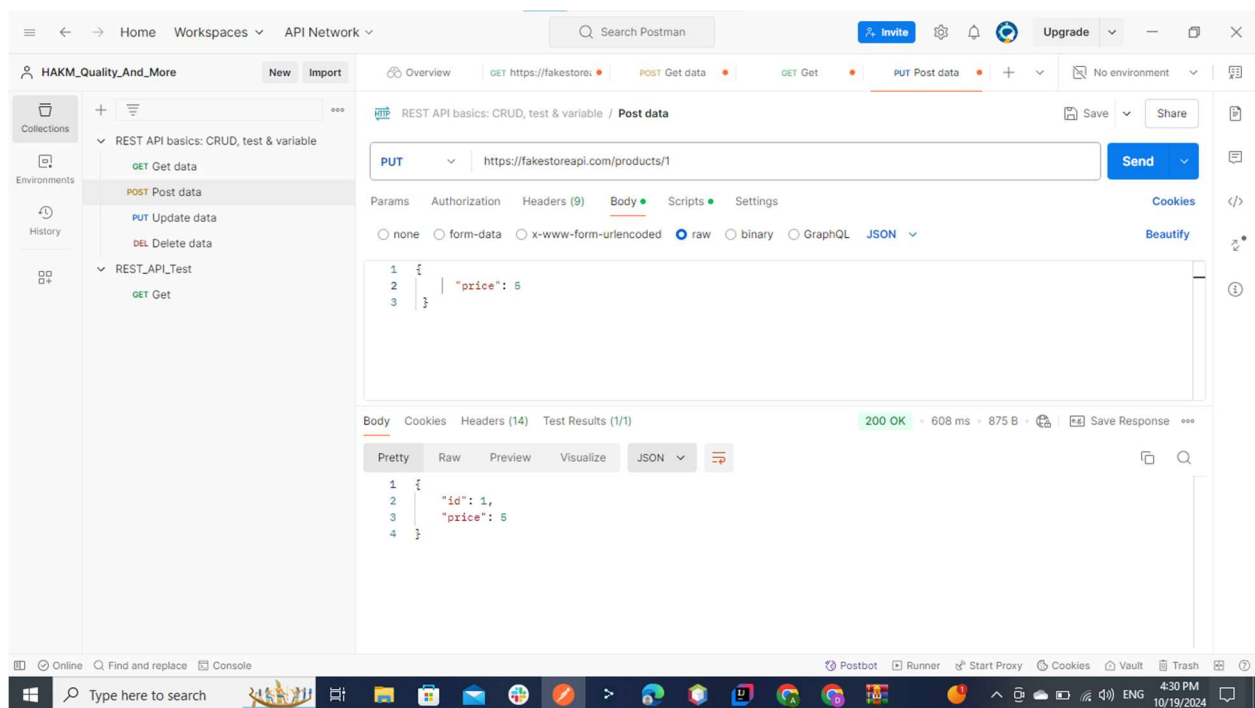 Home Workspaces API Network Search Postman Invite Upgrade
HAKM_Quality_And_More New Import Overview GET https://fakestore: POST Get data GET Get PUT Post data No environment
Collections
REST API basics: CRUD, test & variable / Post data Save Share
REST API basics: CRUD, test & variable
GET Get data
PUT https://fakestoreapi.com/products/1 Send
Environments
POST Post data
Params Authorization Headers (9) Body Scripts Settings Cookies
PUT Update data
History
none form-data x-www-form-urlencoded raw binary GraphQL JSON Beautify
DEL Delete data
REST_API_Test
GET Get
1 {
2 "price": 5
3 }
Body Cookies Headers (14) Test Results (1/1) 200 OK 608 ms 875 B Save Response
Pretty Raw Preview Visualize JSON
1 {
2 "id": 1,
3 "price": 5
4 }
Online Find and replace Console Postbot Runner Start Proxy Cookies Vault Trash
Type here to search ENG 4:30 PM
10/19/2024